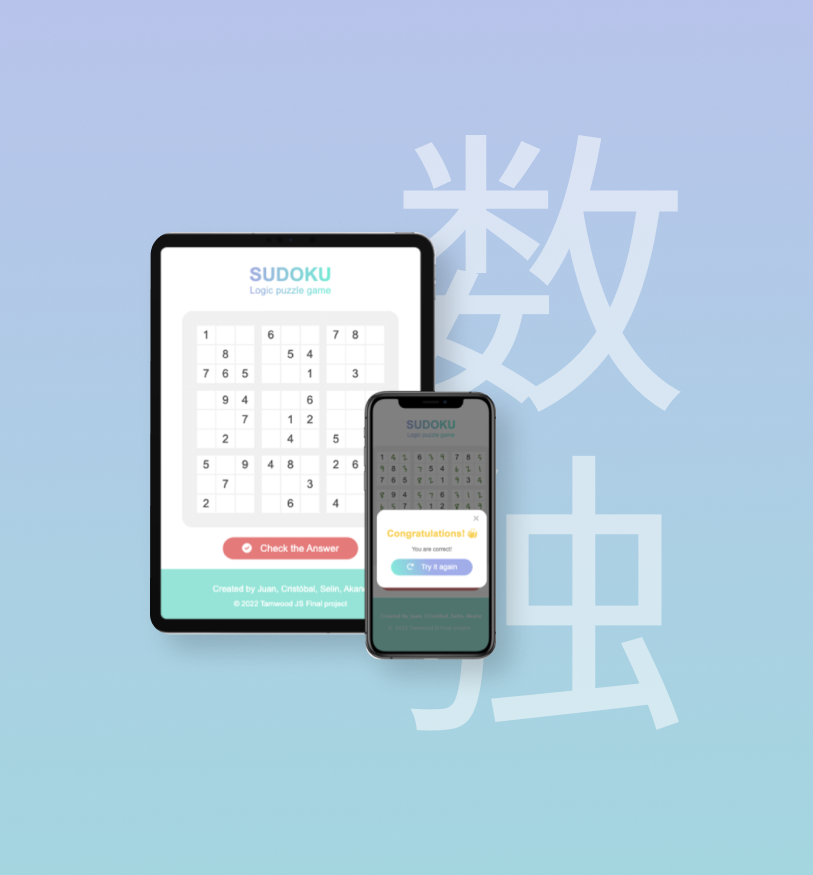 数独
SUDOKU
Logic puzzle game
1 6 7 8
8 5 4
7 6 5 1 3
9 4 6
7 1 2
2 4 5
5 9 4 8 2 6
7 3
2 6 4
Check the Answer
Created by Juan, Cristóbal, Selin,
© 2022 Tamwood JS Final project
SUDOKU
Logic puzzle game
Congratulations! 👏
You are correct!
Try it again